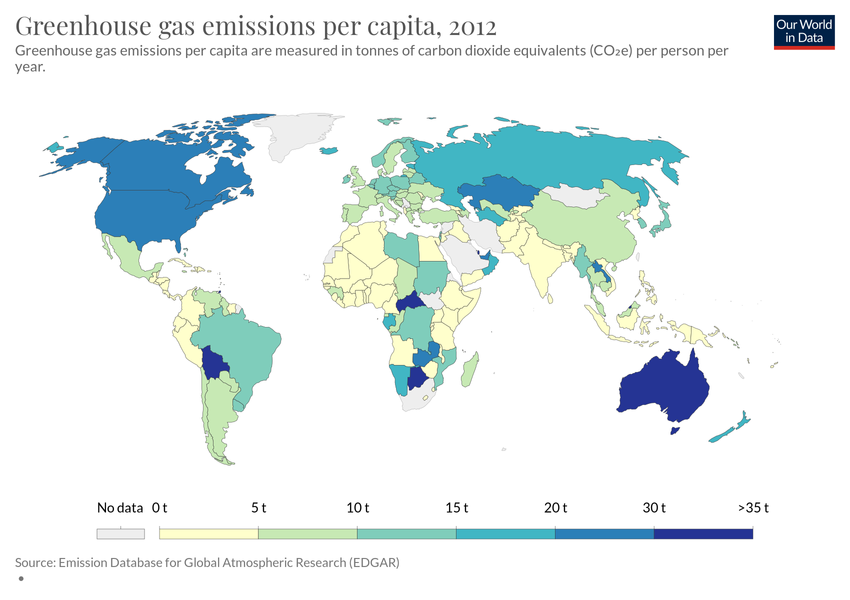 Greenhouse gas emissions per capita, 2012
Our World
in Data
Greenhouse gas emissions per capita are measured in tonnes of carbon dioxide equivalents (CO₂e) per person per
year.
No data 0 t 5 t 10 t 15 t 20 t 30 t >35 t
Source: Emission Database for Global Atmospheric Research (EDGAR)